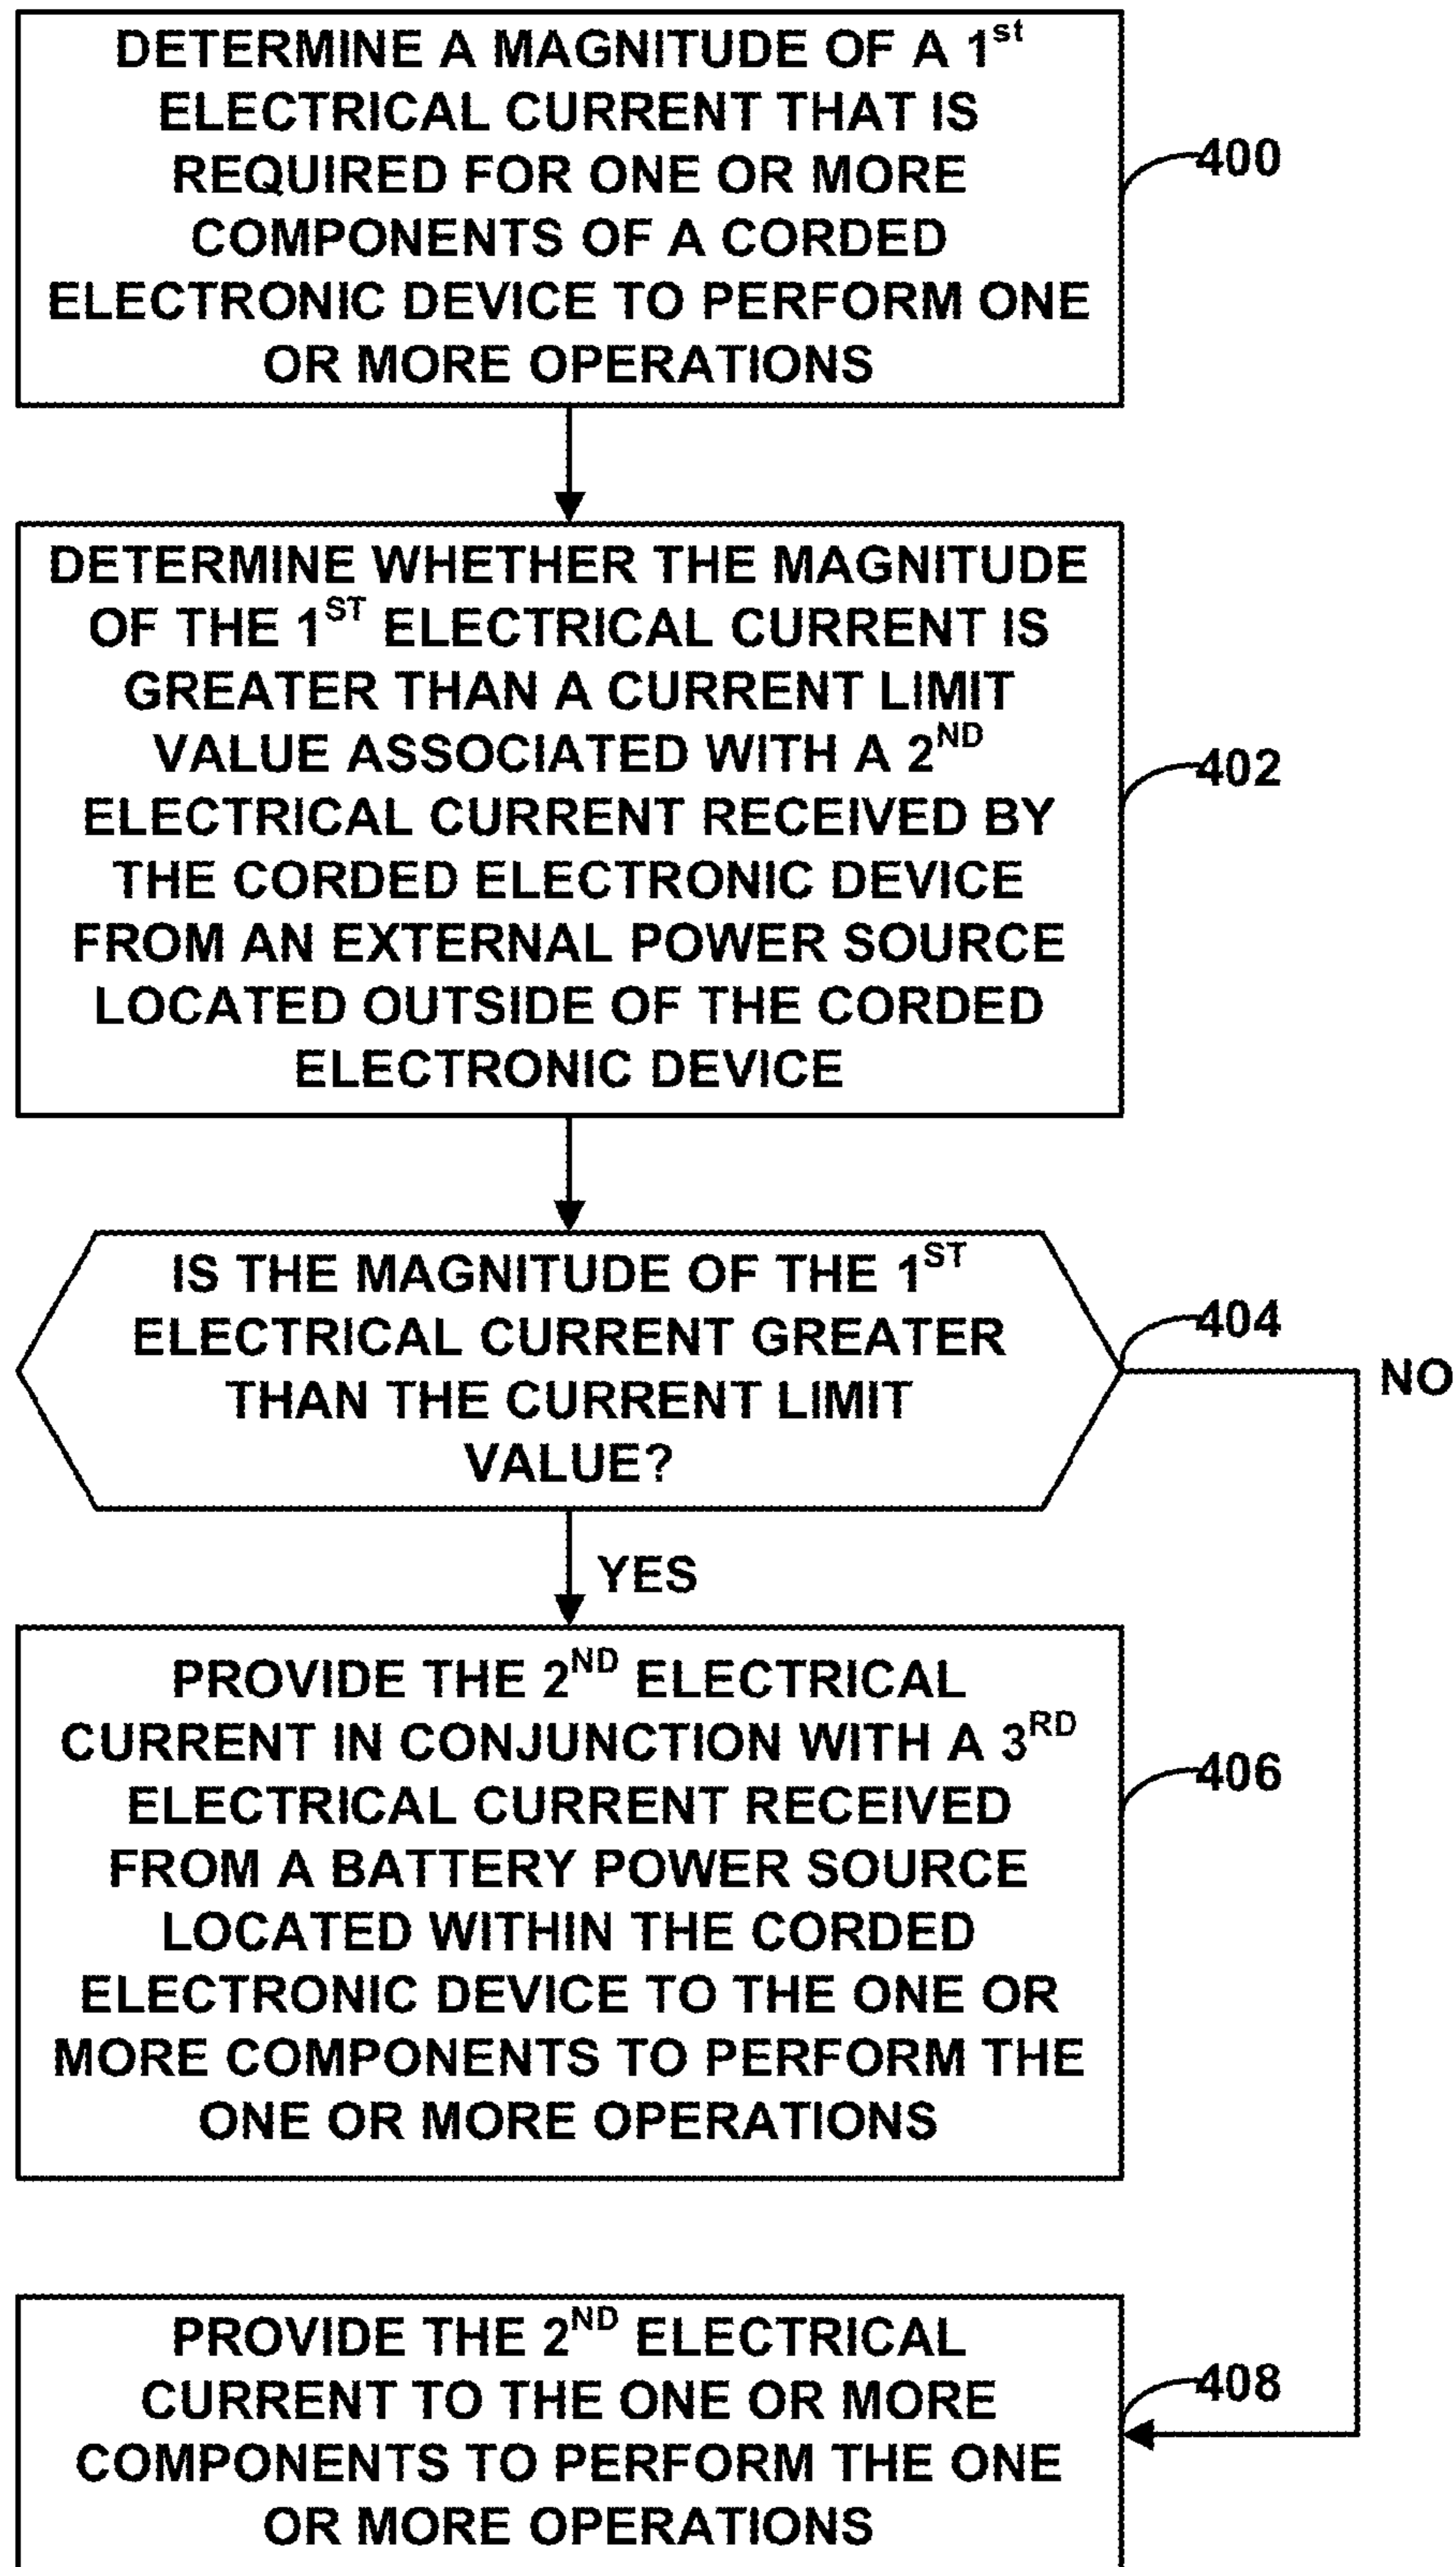 DETERMINE A MAGNITUDE OF A 1st
ELECTRICAL CURRENT THAT IS
REQUIRED FOR ONE OR MORE
COMPONENTS OF A CORDED
ELECTRONIC DEVICE TO PERFORM ONE
OR MORE OPERATIONS
400
DETERMINE WHETHER THE MAGNITUDE
OF THE 1ST ELECTRICAL CURRENT IS
GREATER THAN A CURRENT LIMIT
VALUE ASSOCIATED WITH A 2ND
ELECTRICAL CURRENT RECEIVED BY
THE CORDED ELECTRONIC DEVICE
FROM AN EXTERNAL POWER SOURCE
LOCATED OUTSIDE OF THE CORDED
ELECTRONIC DEVICE
402
IS THE MAGNITUDE OF THE 1ST
ELECTRICAL CURRENT GREATER
THAN THE CURRENT LIMIT
VALUE?
404
NO
YES
PROVIDE THE 2ND ELECTRICAL
CURRENT IN CONJUNCTION WITH A 3RD
ELECTRICAL CURRENT RECEIVED
FROM A BATTERY POWER SOURCE
LOCATED WITHIN THE CORDED
ELECTRONIC DEVICE TO THE ONE OR
MORE COMPONENTS TO PERFORM THE
ONE OR MORE OPERATIONS
406
PROVIDE THE 2ND ELECTRICAL
CURRENT TO THE ONE OR MORE
COMPONENTS TO PERFORM THE ONE
OR MORE OPERATIONS
408